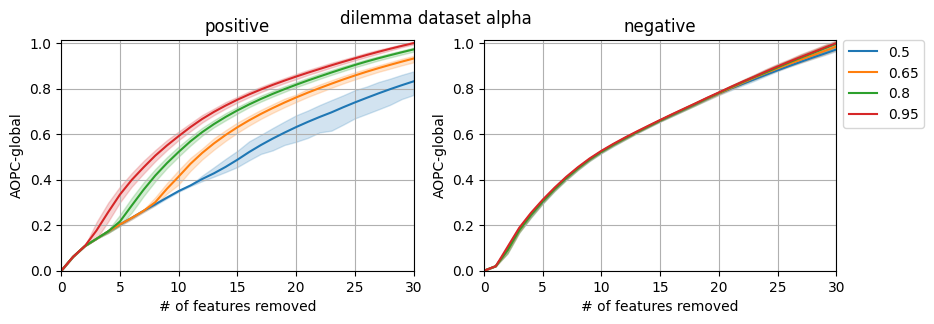 dilemma dataset alpha
positive
1.0
0.8
0.6
0.4
0.2
0.0
AOPC-global
0 5 10 15 20 25 30
# of features removed
negative
1.0
0.8
0.6
0.4
0.2
0.0
AOPC-global
0 5 10 15 20 25 30
# of features removed
0.5
0.65
0.8
0.95